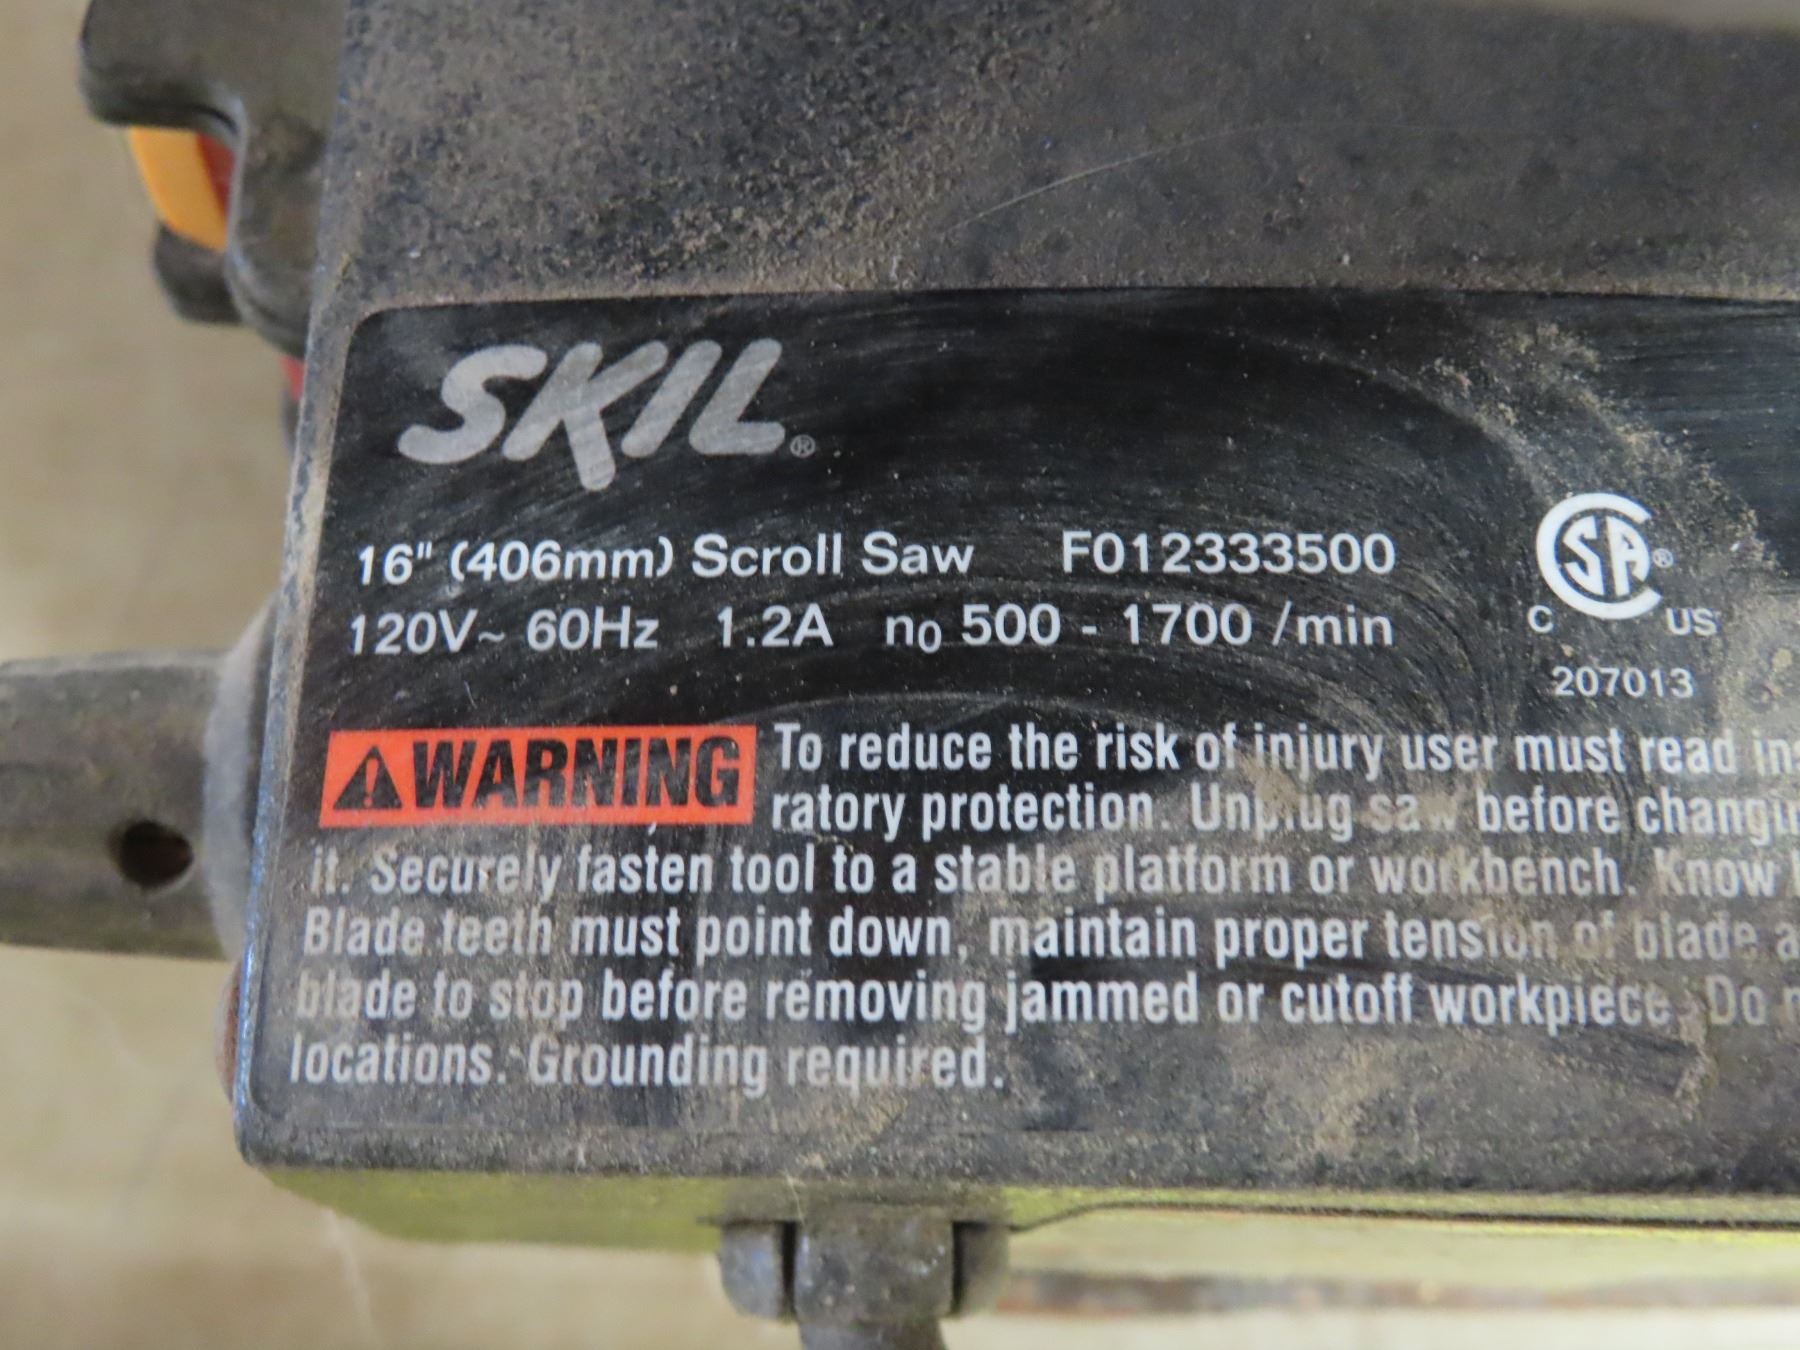 SKIL®
16" (406mm) Scroll Saw F012333500
120V~ 60Hz 1.2A n0 500 - 1700 /min
CSA®
C US
207013
WARNING To reduce the risk of injury user must read
ratory protection. Unplug saw before
it. Securely fasten tool to a stable platform or workbench. Know
Blade teeth must point down, maintain proper tension of blade
blade to stop before removing jammed or cutoff workpiece. Do
locations. Grounding required.